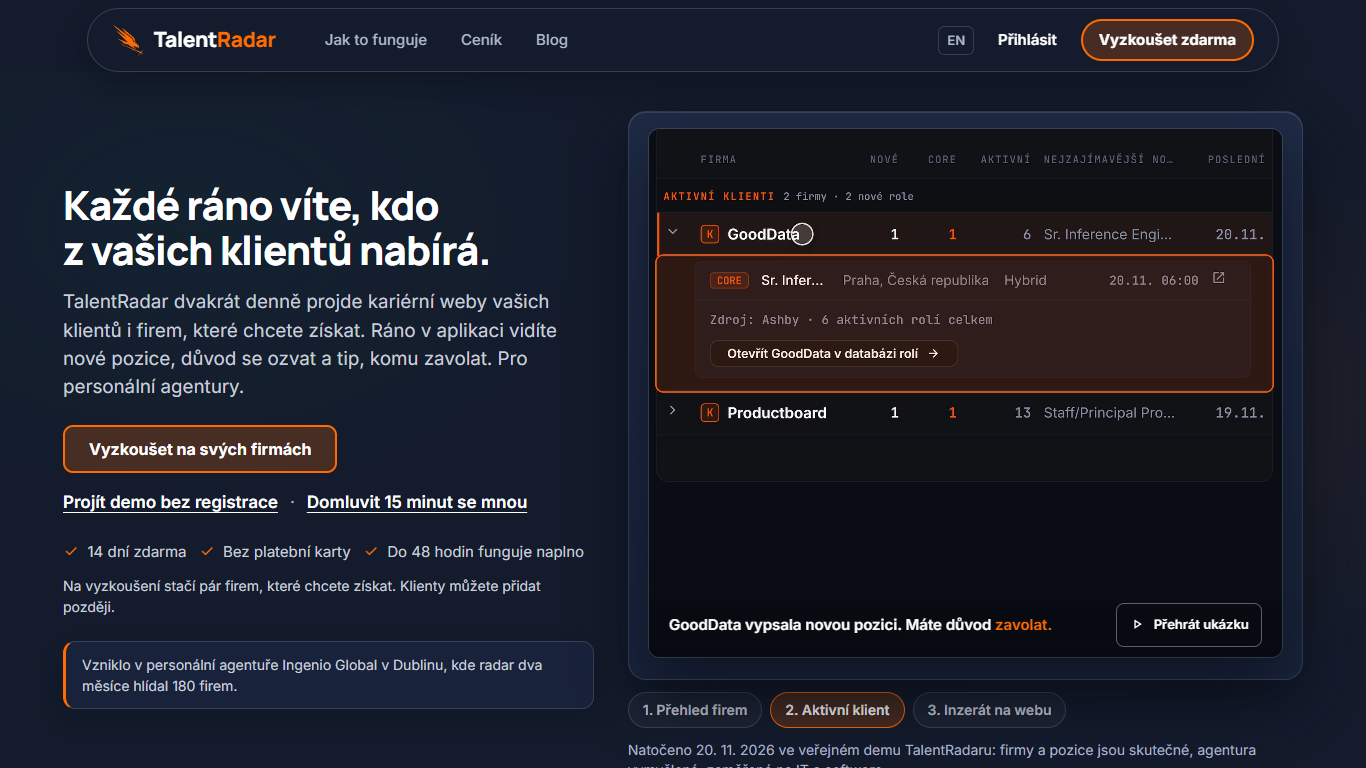 TalentRadar
Jak to funguje
Ceník
Blog
EN
Přihlásit
Vyzkoušet zdarma
Každé ráno víte, kdo
z vašich klientů nabírá.
TalentRadar dvakrát denně projde kariérní weby vašich
klientů i firem, které chcete získat. Ráno v aplikaci vidíte
nové pozice, důvod se ozvat a tip, komu zavolat. Pro
personální agentury.
Vyzkoušet na svých firmách
Projít demo bez registrace · Domluvit 15 minut se mnou
14 dní zdarma
Bez platební karty
Do 48 hodin funguje naplno
Na vyzkoušení stačí pár firem, které chcete získat. Klienty můžete přidat
později.
Vzniklo v personální agentuře Ingenio Global v Dublinu, kde radar dva
měsíce hlídal 180 firem.
FIRMA NOVÉ CORE AKTIVNÍ NEJZAJÍMAVĚJŠÍ NO… POSLEDNÍ
AKTIVNÍ KLIENTI 2 firmy · 2 nové role
K GoodData 1 1 6 Sr. Inference Engi… 20.11.
CORE Sr. Infer… Praha, Česká republika Hybrid 20.11. 06:00
Zdroj: Ashby · 6 aktivních rolí celkem
Otevřít GoodData v databázi rolí →
K Productboard 1 1 13 Staff/Principal Pro… 19.11.
GoodData vypsala novou pozici. Máte důvod zavolat.
Přehrát ukázku
1. Přehled firem
2. Aktivní klient
3. Inzerát na webu
Natočeno 20. 11. 2026 ve veřejném demu TalentRadaru: firmy a pozice jsou skutečné, agentura